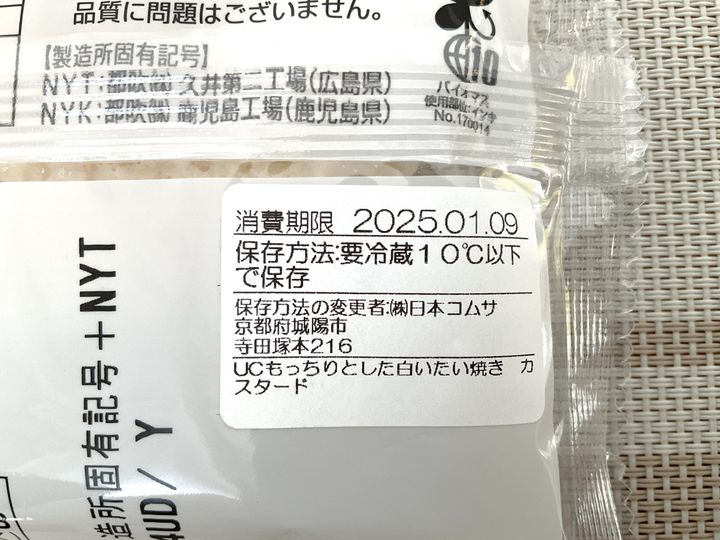 品質に問題はございません。
【製造所固有記号】
NYT:都吹㈱ 久井第二工場(広島県)
NYK:都吹㈱ 鹿児島工場(鹿児島県)
10
バイオマス
使用部位:インキ
No.170014
消費期限 2025.01.09
保存方法:要冷蔵10℃以下
で保存
保存方法の変更者:㈱日本コムサ
京都府城陽市
寺田塚本216
UCもっちりとした白いたい焼き カ
スタード
造所固有記号+NYT
4UD/Y